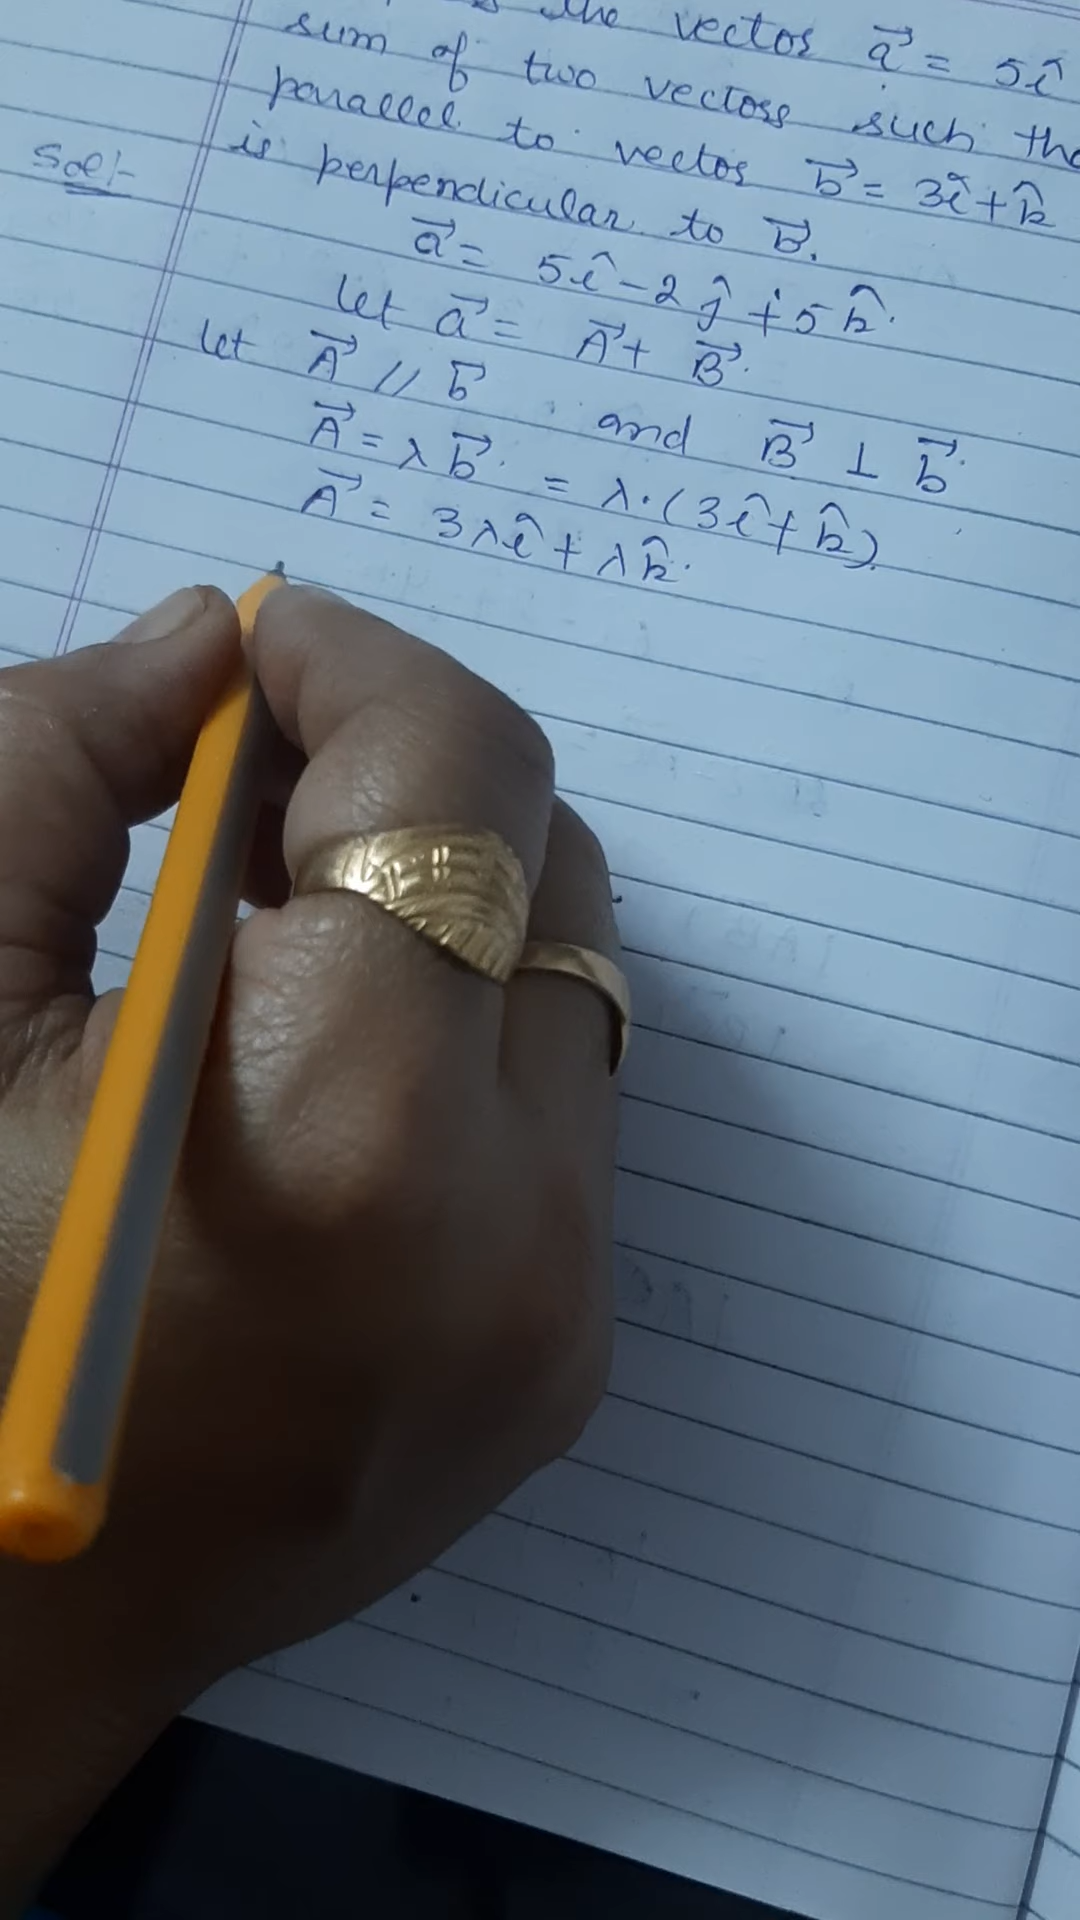 the vector a⃗ = 5î
sum of two vectors such tha
parallel to vector b⃗ = 3î + k̂
is perpendicular to b⃗.
Sol:-
a⃗ = 5î - 2ĵ + 5k̂.
let a⃗ = A⃗ + B⃗.
let A⃗ // b⃗ and B⃗ ⊥ b⃗.
A⃗ = λb⃗. = λ.(3î + k̂).
A⃗ = 3λî + λk̂.